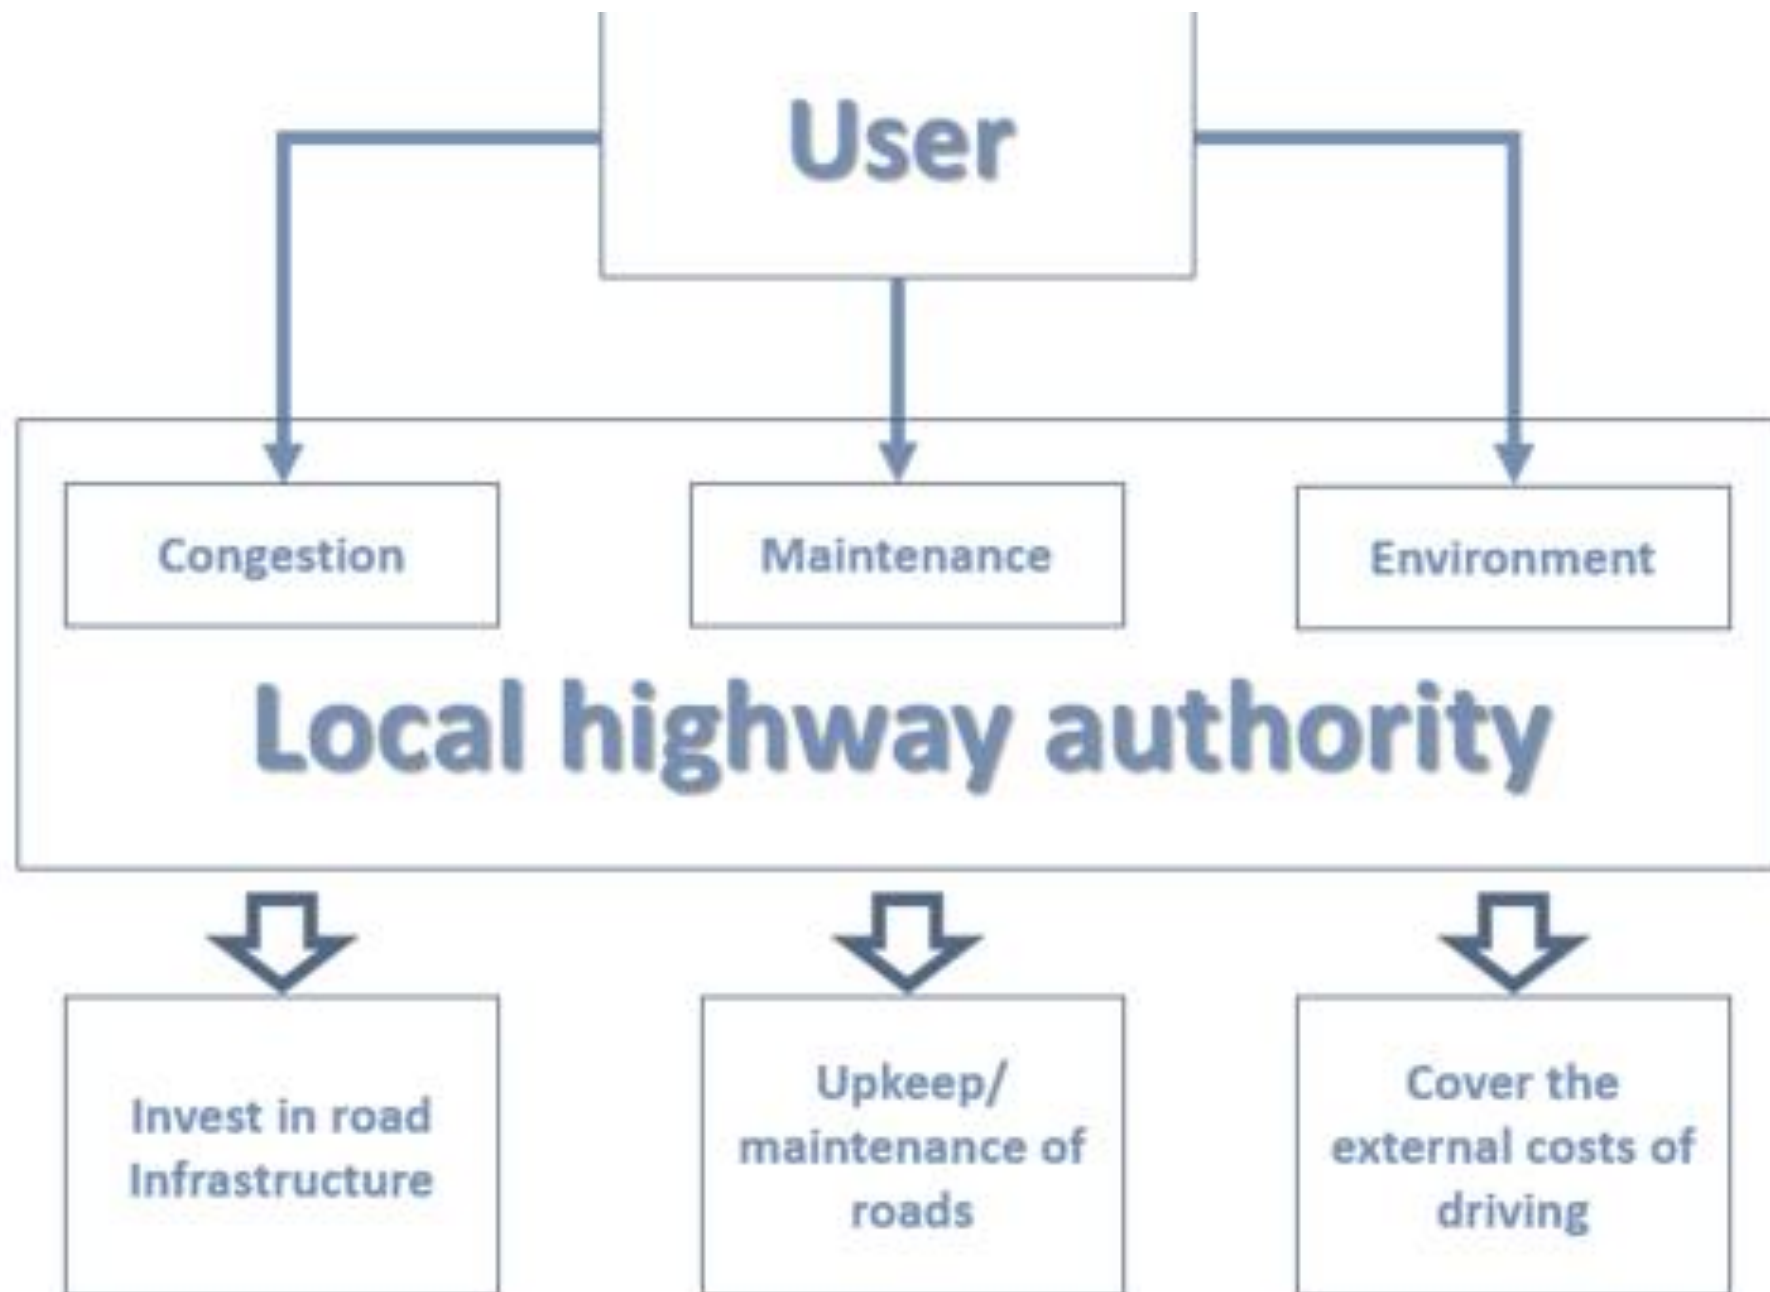 User
Congestion
Maintenance
Environment
Local highway authority
Invest in road
Infrastructure
Upkeep/
maintenance of
roads
Cover the
external costs of
driving